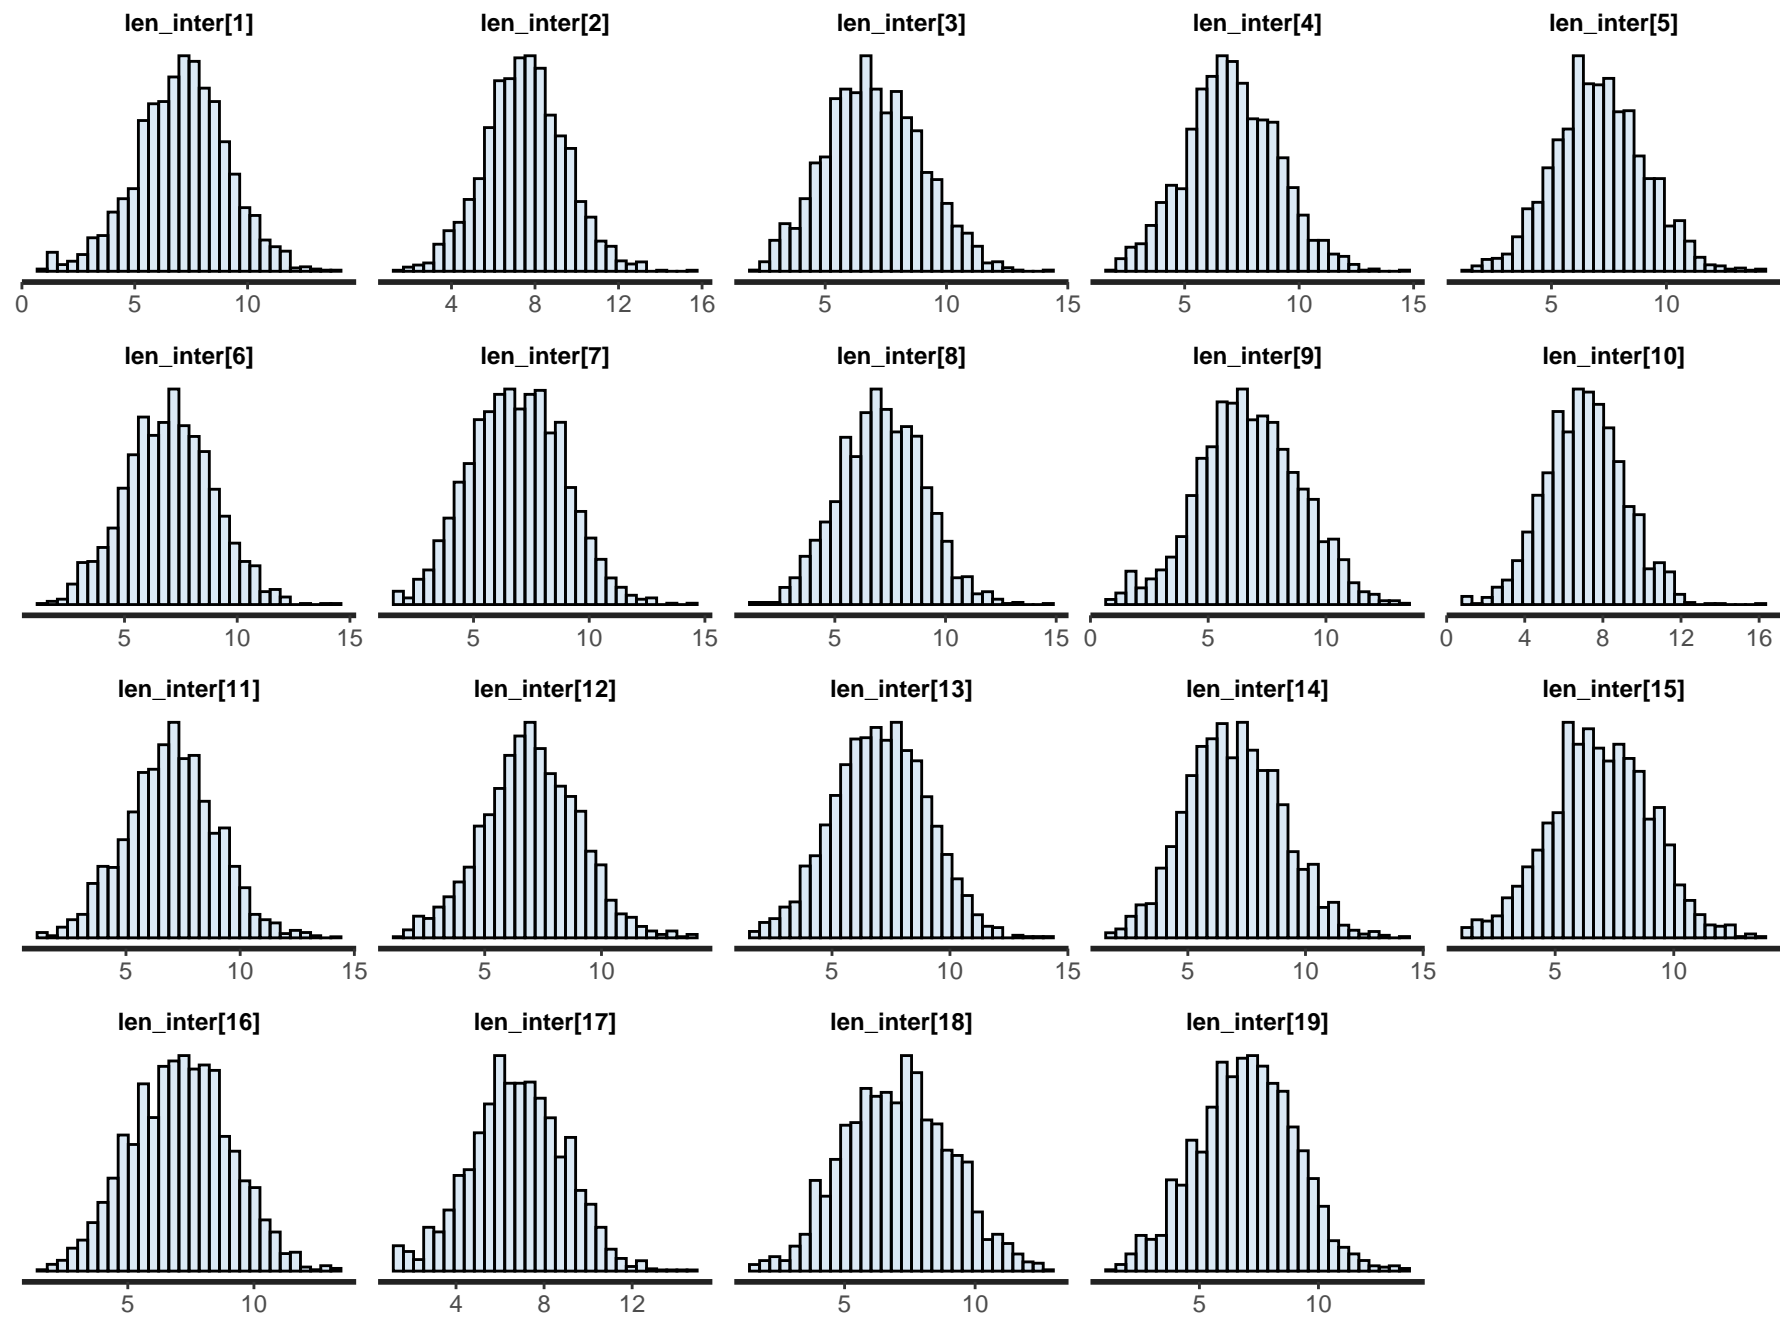 len_inter[1] len_inter[2] len_inter[3] len_inter[4] len_inter[5]
0 5 10 4 8 12 16 5 10 15 5 10 15 5 10
len_inter[6] len_inter[7] len_inter[8] len_inter[9] len_inter[10]
5 10 15 5 10 15 5 10 15 0 5 10 0 4 8 12 16
len_inter[11] len_inter[12] len_inter[13] len_inter[14] len_inter[15]
5 10 15 5 10 5 10 15 5 10 15 5 10
len_inter[16] len_inter[17] len_inter[18] len_inter[19]
5 10 4 8 12 5 10 5 10